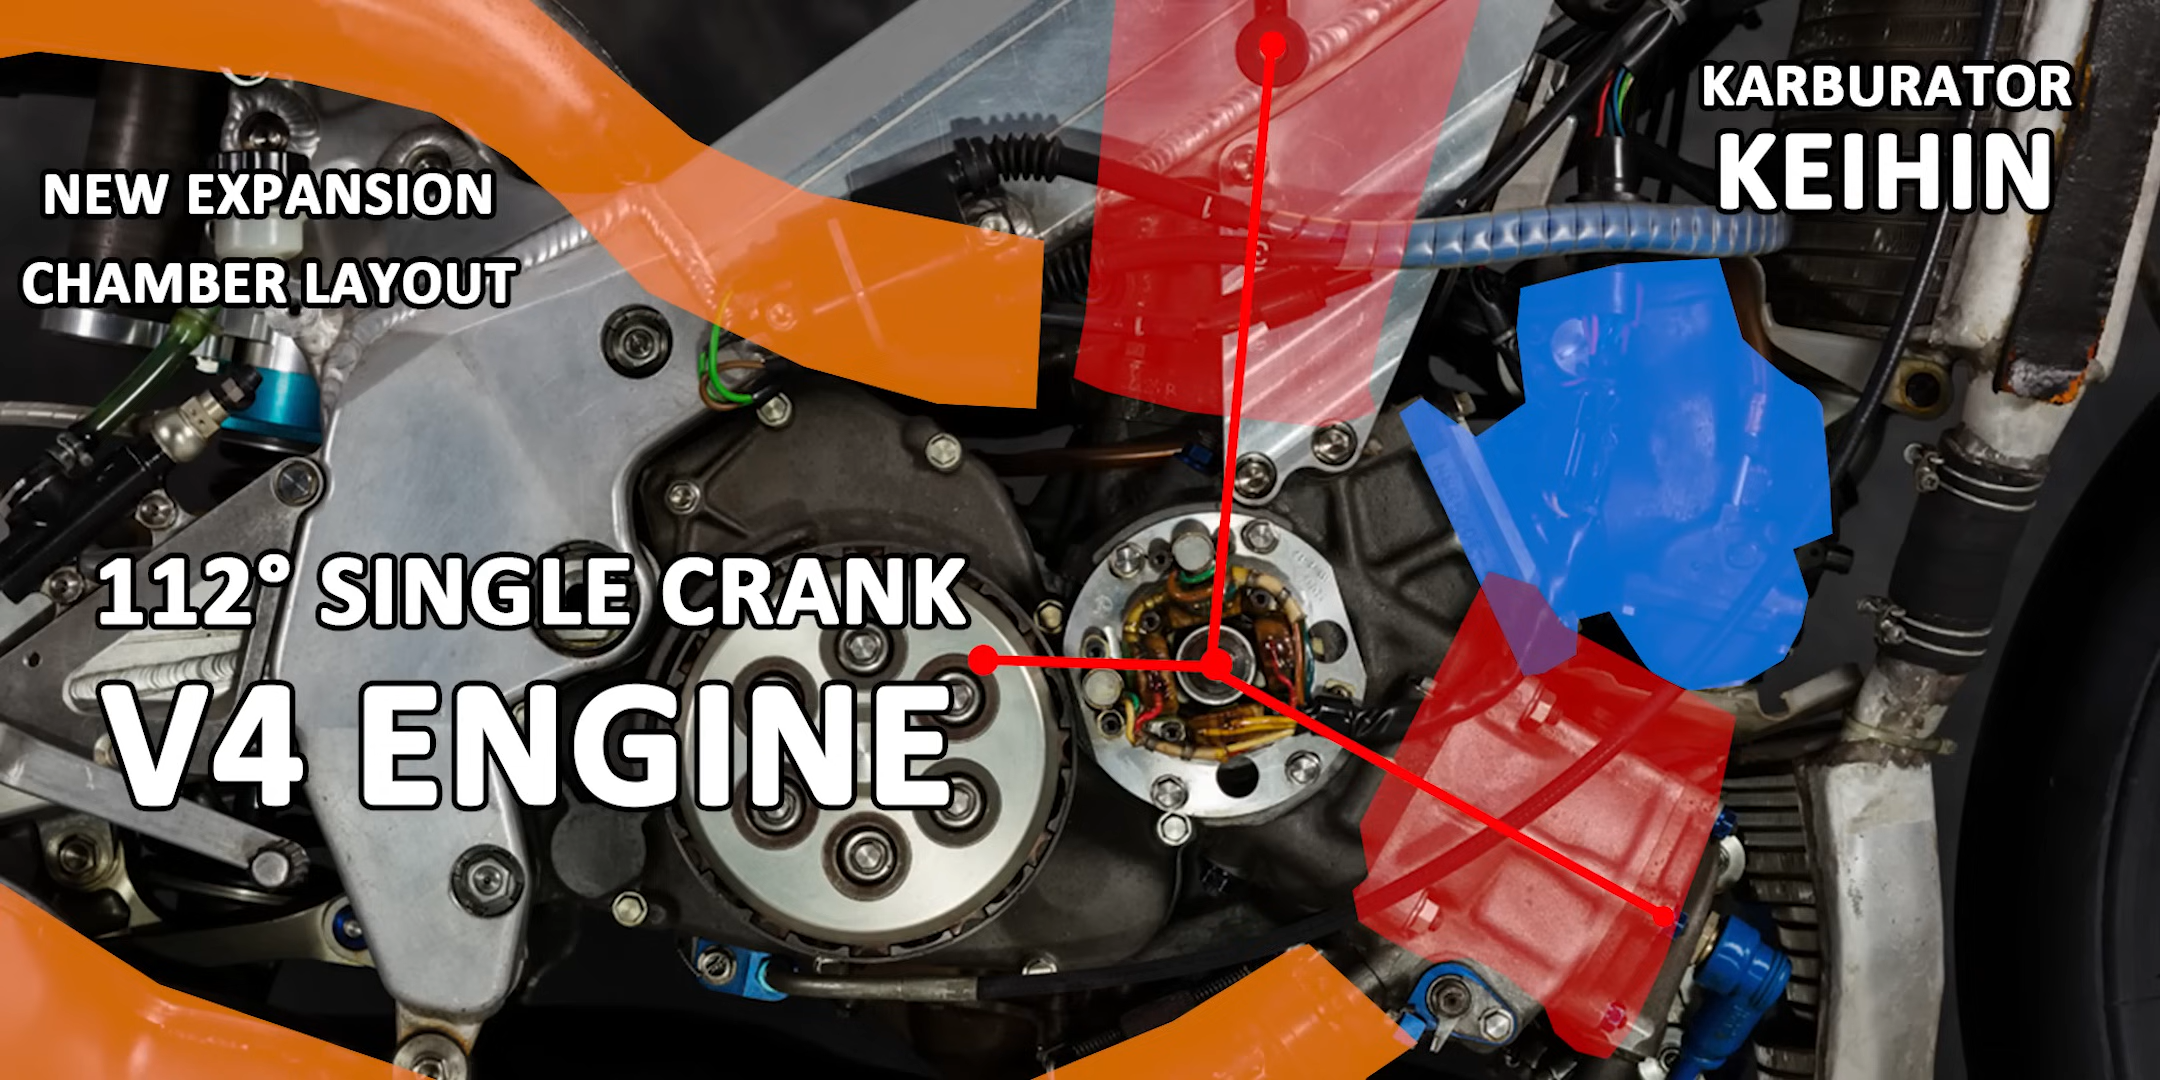 KARBURATOR
KEIHIN
NEW EXPANSION
CHAMBER LAYOUT
112° SINGLE CRANK
V4 ENGINE